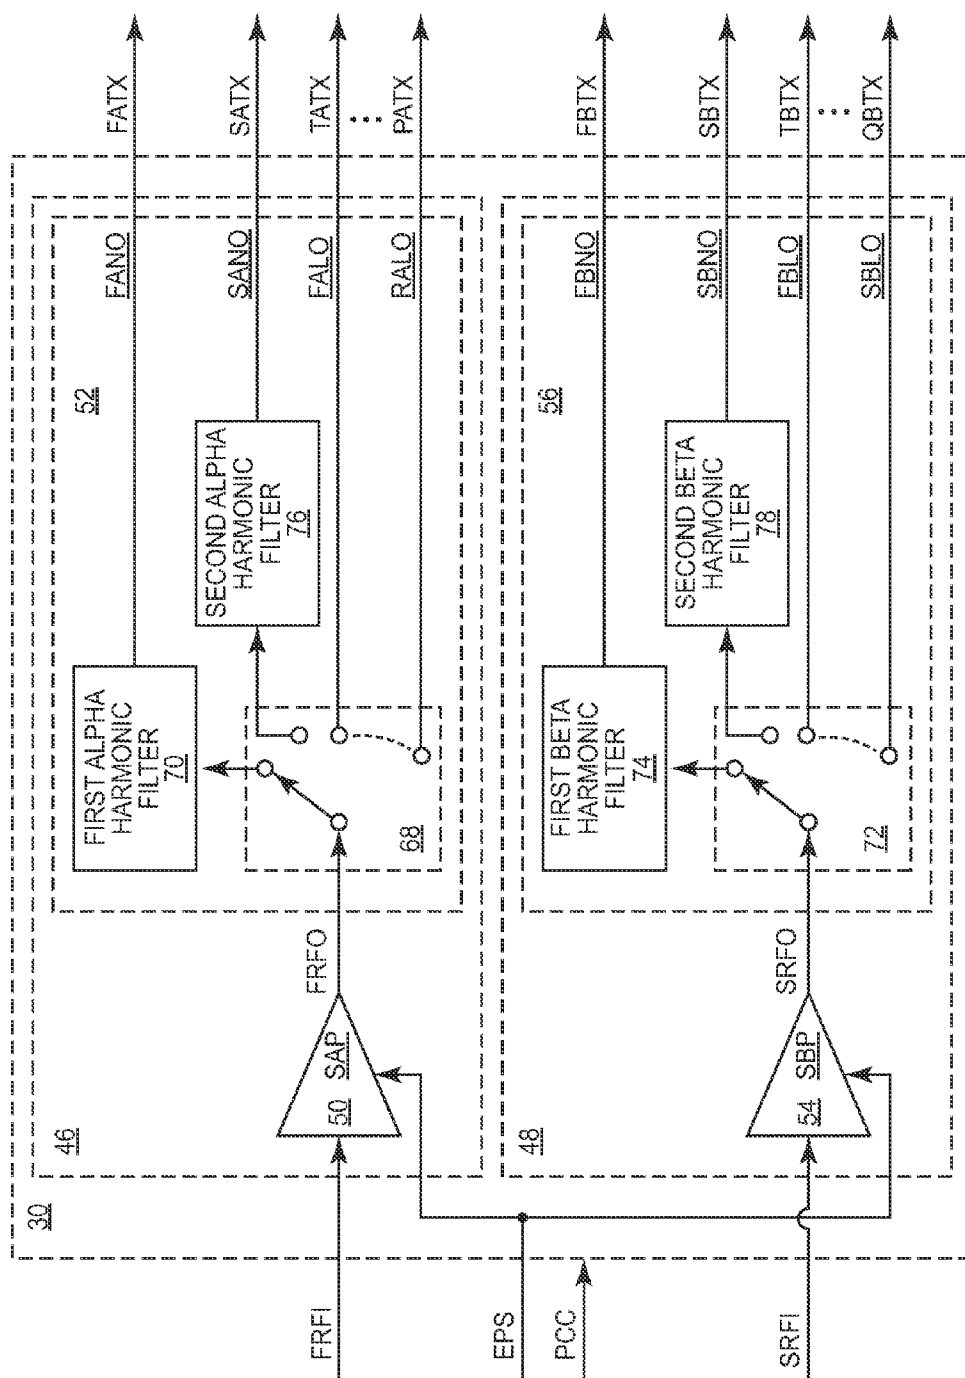 FATX
SATX
TATX
...
PATX
FBTX
SBTX
TBTX
...
QBTX
FANO
SANO
FALO
RALO
FBNO
SBNO
FBLO
SBLO
52
56
SECOND ALPHA
HARMONIC
FILTER
76
SECOND BETA
HARMONIC
FILTER
78
FIRST ALPHA
HARMONIC
FILTER
70
68
FIRST BETA
HARMONIC
FILTER
74
72
FRFO
SRFO
SAP
50
SBP
54
46
48
30
FRFI
EPS
PCC
SRFI